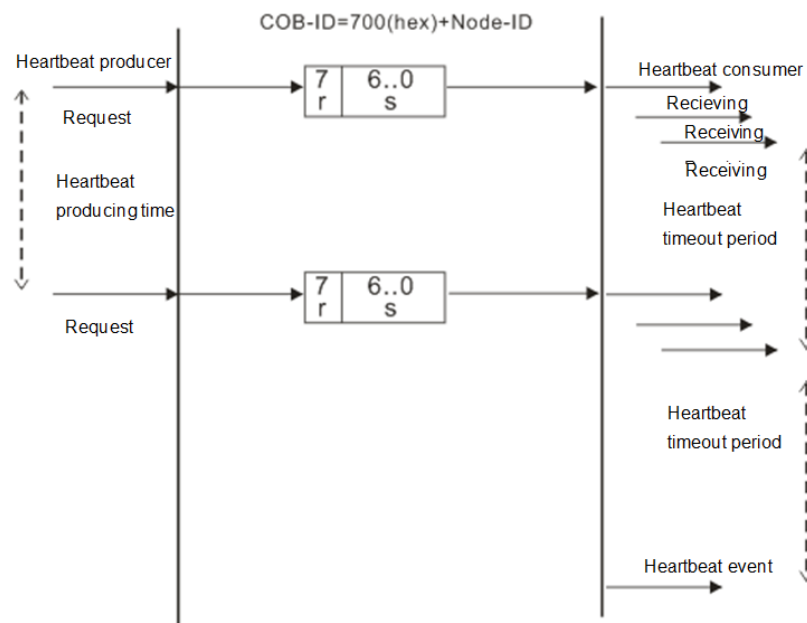 COB-ID=700(hex)+Node-ID
Heartbeat producer
Request
Heartbeat
producing time
Request
7 6..0
r s
7 6..0
r s
Heartbeat consumer
Recieving
Receiving
Receiving
Heartbeat
timeout period
Heartbeat
timeout period
Heartbeat event